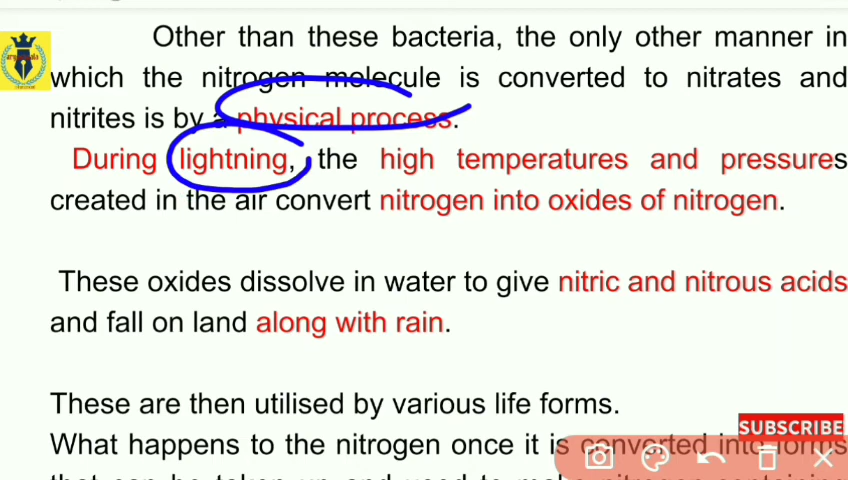 Other than these bacteria, the only other manner in
which the nitrogen molecule is converted to nitrates and
nitrites is by a physical process.
During lightning, the high temperatures and pressures
created in the air convert nitrogen into oxides of nitrogen.
These oxides dissolve in water to give nitric and nitrous acids
and fall on land along with rain.
These are then utilised by various life forms.
SUBSCRIBE
What happens to the nitrogen once it is converted into forms